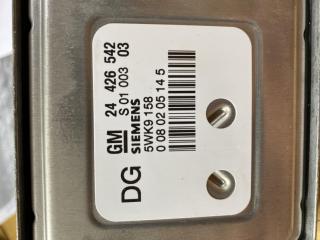 GM 24 426 542
S 01 003 03
SIEMENS
5WK9 158
0 08 02 05 14 5
DG